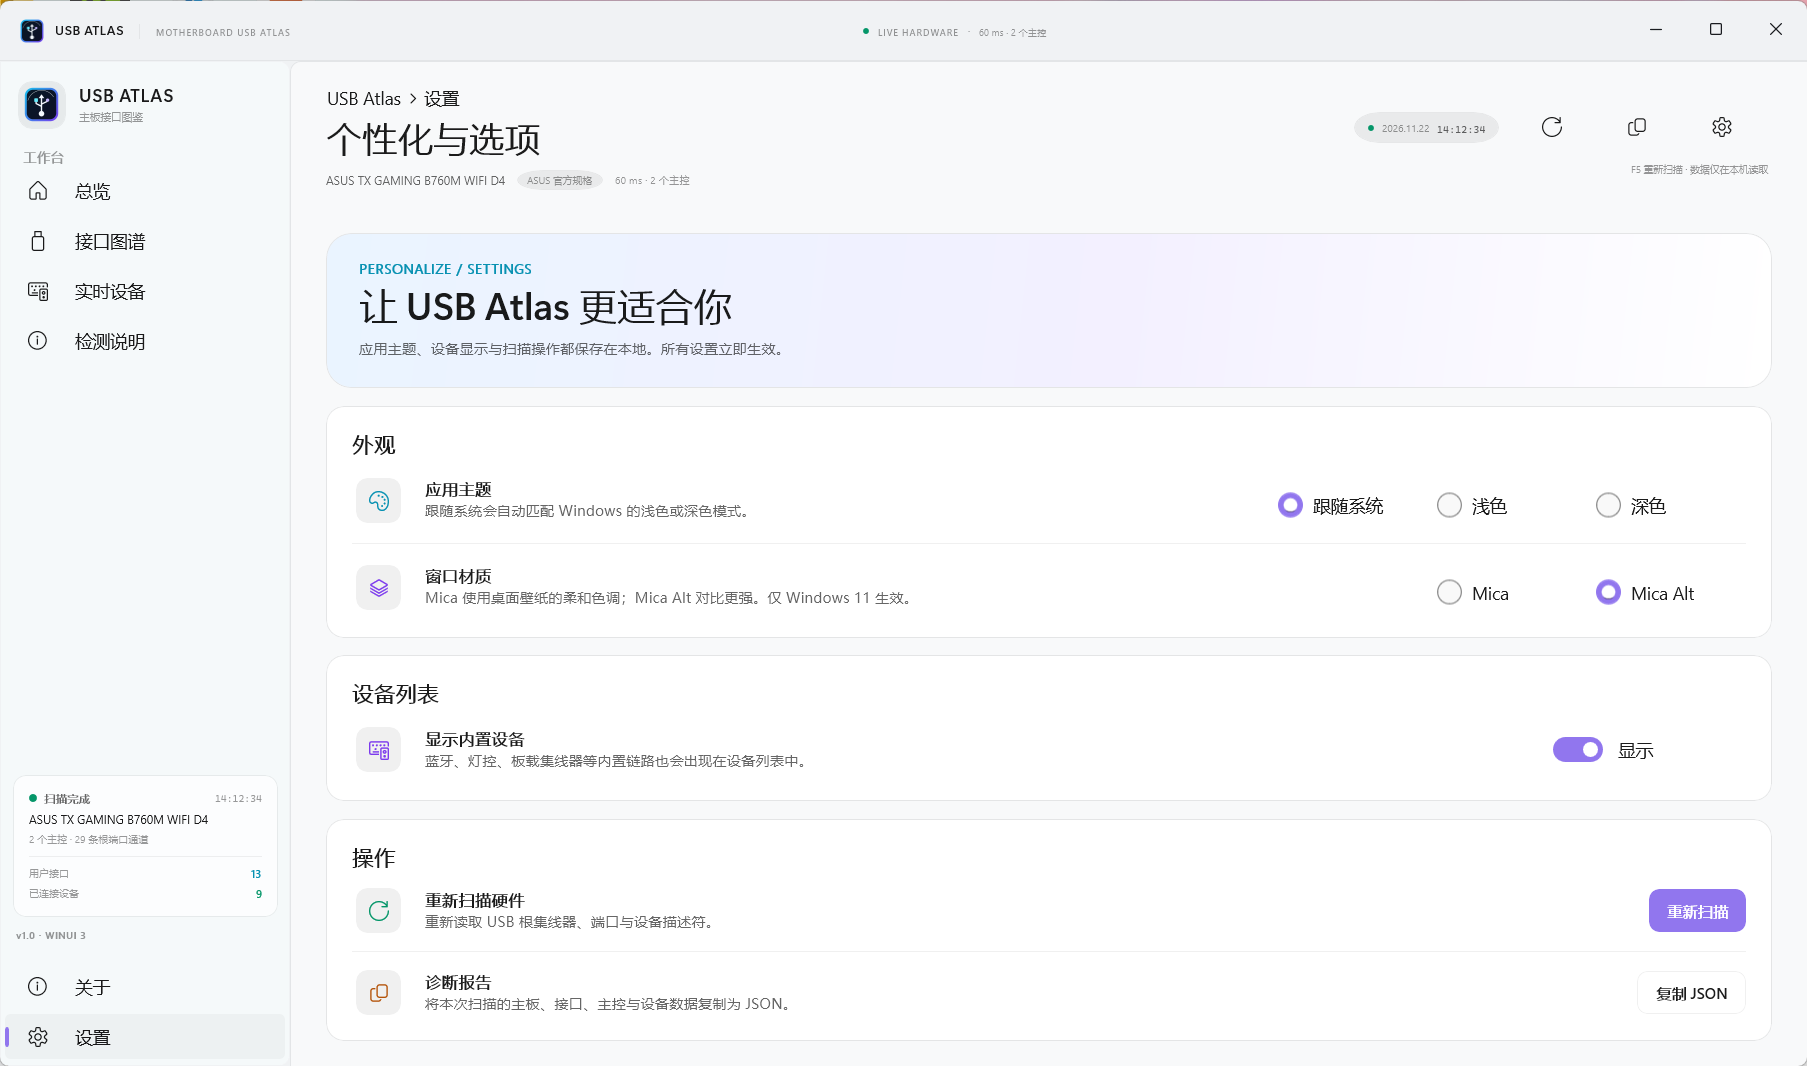 USB ATLAS
MOTHERBOARD USB ATLAS
LIVE HARDWARE · 60 ms · 2 个主控
USB ATLAS
主板接口图鉴
工作台
总览
接口图谱
实时设备
检测说明
扫描完成 14:12:34
ASUS TX GAMING B760M WIFI D4
2 个主控 · 29 条根端口通道
用户接口 13
已连接设备 9
v1.0 · WINUI 3
关于
设置
USB Atlas > 设置
个性化与选项
ASUS TX GAMING B760M WIFI D4 ASUS 官方规格 60 ms · 2 个主控
2026.11.22 14:12:34
F5 重新扫描 · 数据仅在本机读取
PERSONALIZE / SETTINGS
让 USB Atlas 更适合你
应用主题、设备显示与扫描操作都保存在本地。所有设置立即生效。
外观
应用主题
跟随系统会自动匹配 Windows 的浅色或深色模式。
跟随系统 浅色 深色
窗口材质
Mica 使用桌面壁纸的柔和色调；Mica Alt 对比更强。仅 Windows 11 生效。
Mica Mica Alt
设备列表
显示内置设备
蓝牙、灯控、板载集线器等内置链路也会出现在设备列表中。
显示
操作
重新扫描硬件
重新读取 USB 根集线器、端口与设备描述符。
重新扫描
诊断报告
将本次扫描的主板、接口、主控与设备数据复制为 JSON。
复制 JSON